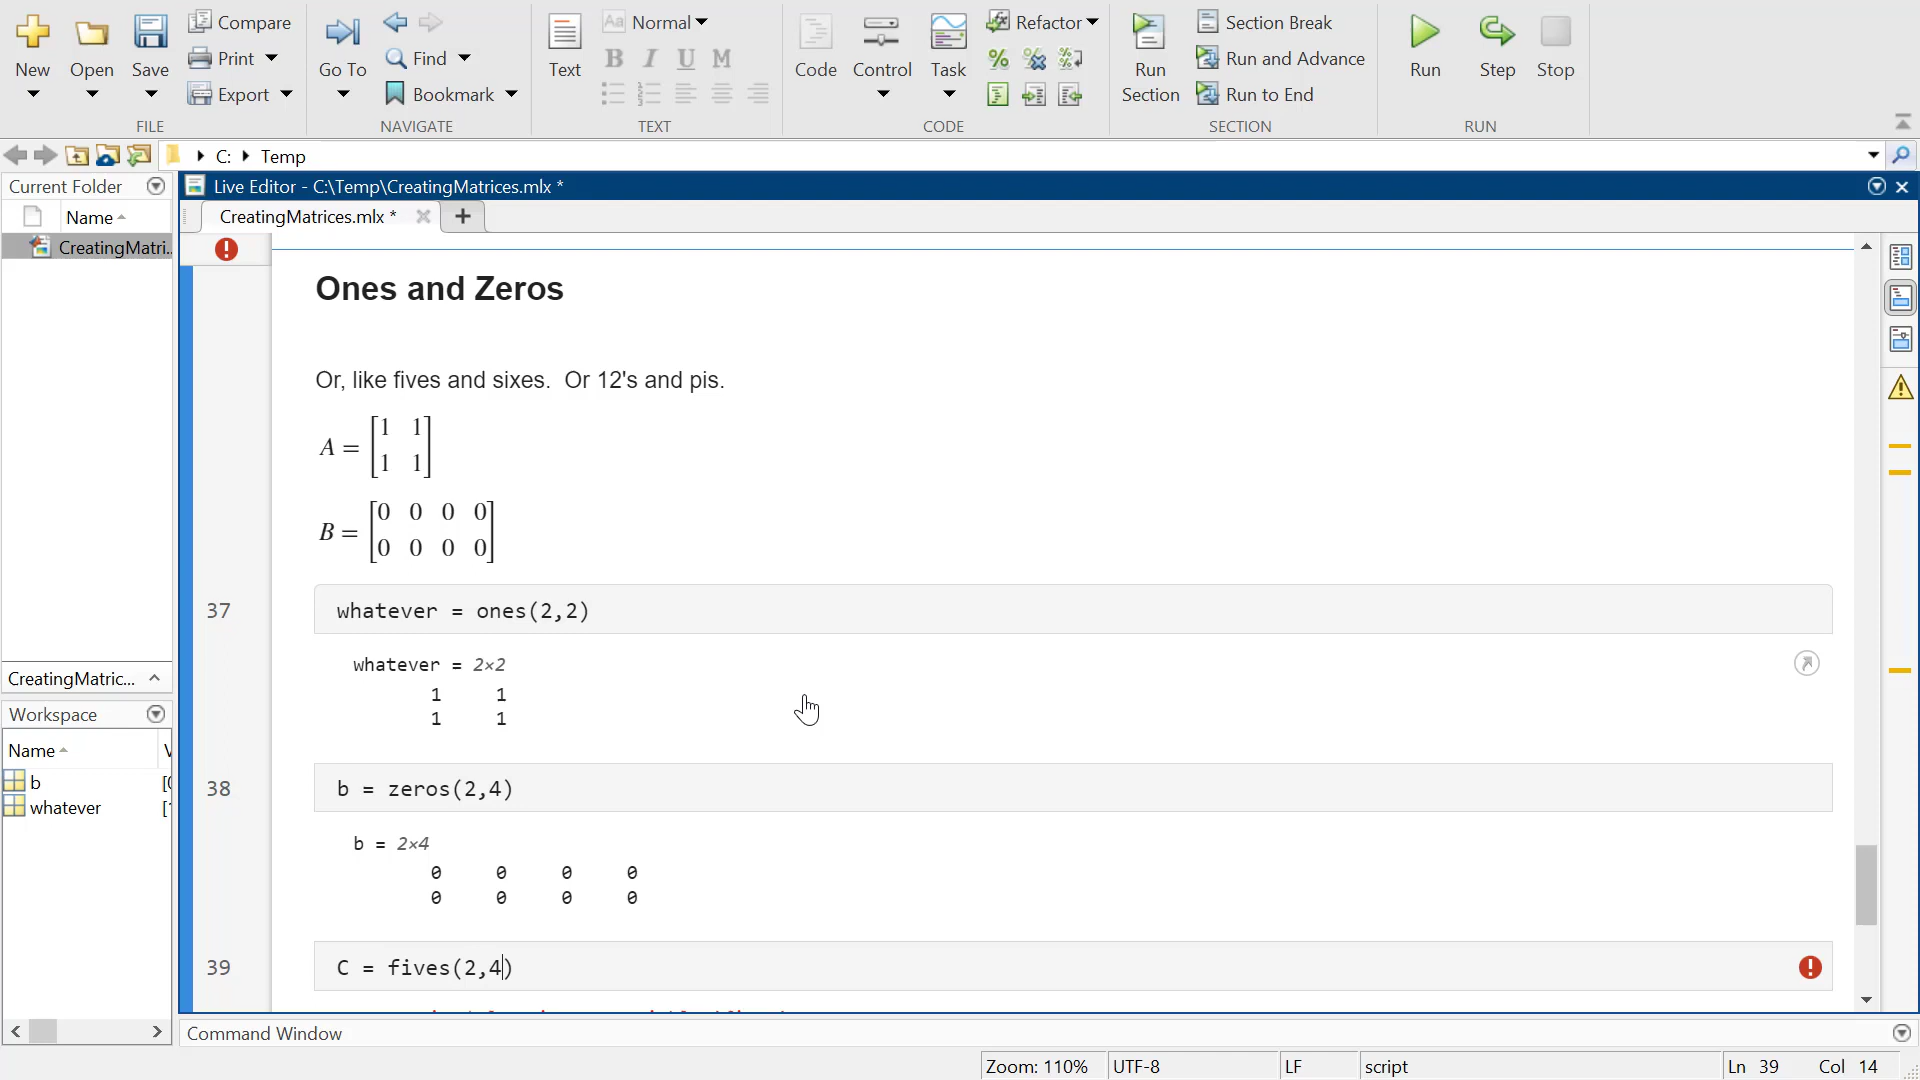 New
Open
Save
Compare
Print
Export
FILE
Go To
Find
Bookmark
NAVIGATE
Text
Aa Normal
B I U M
TEXT
Code
Control
Task
Refactor
CODE
Run Section
Section Break
Run and Advance
Run to End
SECTION
Run
Step
Stop
RUN
C: Temp
Current Folder
Name
CreatingMatri...
CreatingMatric...
Workspace
Name
b
whatever
Live Editor - C:\Temp\CreatingMatrices.mlx *
CreatingMatrices.mlx *
Ones and Zeros
Or, like fives and sixes.  Or 12's and pis.
A = [1 1
1 1]
B = [0 0 0 0
0 0 0 0]
37 whatever = ones(2,2)
whatever = 2×2
1 1
1 1
38 b = zeros(2,4)
b = 2×4
0 0 0 0
0 0 0 0
39 C = fives(2,4)
Command Window
Zoom: 110% UTF-8 LF script Ln 39 Col 14